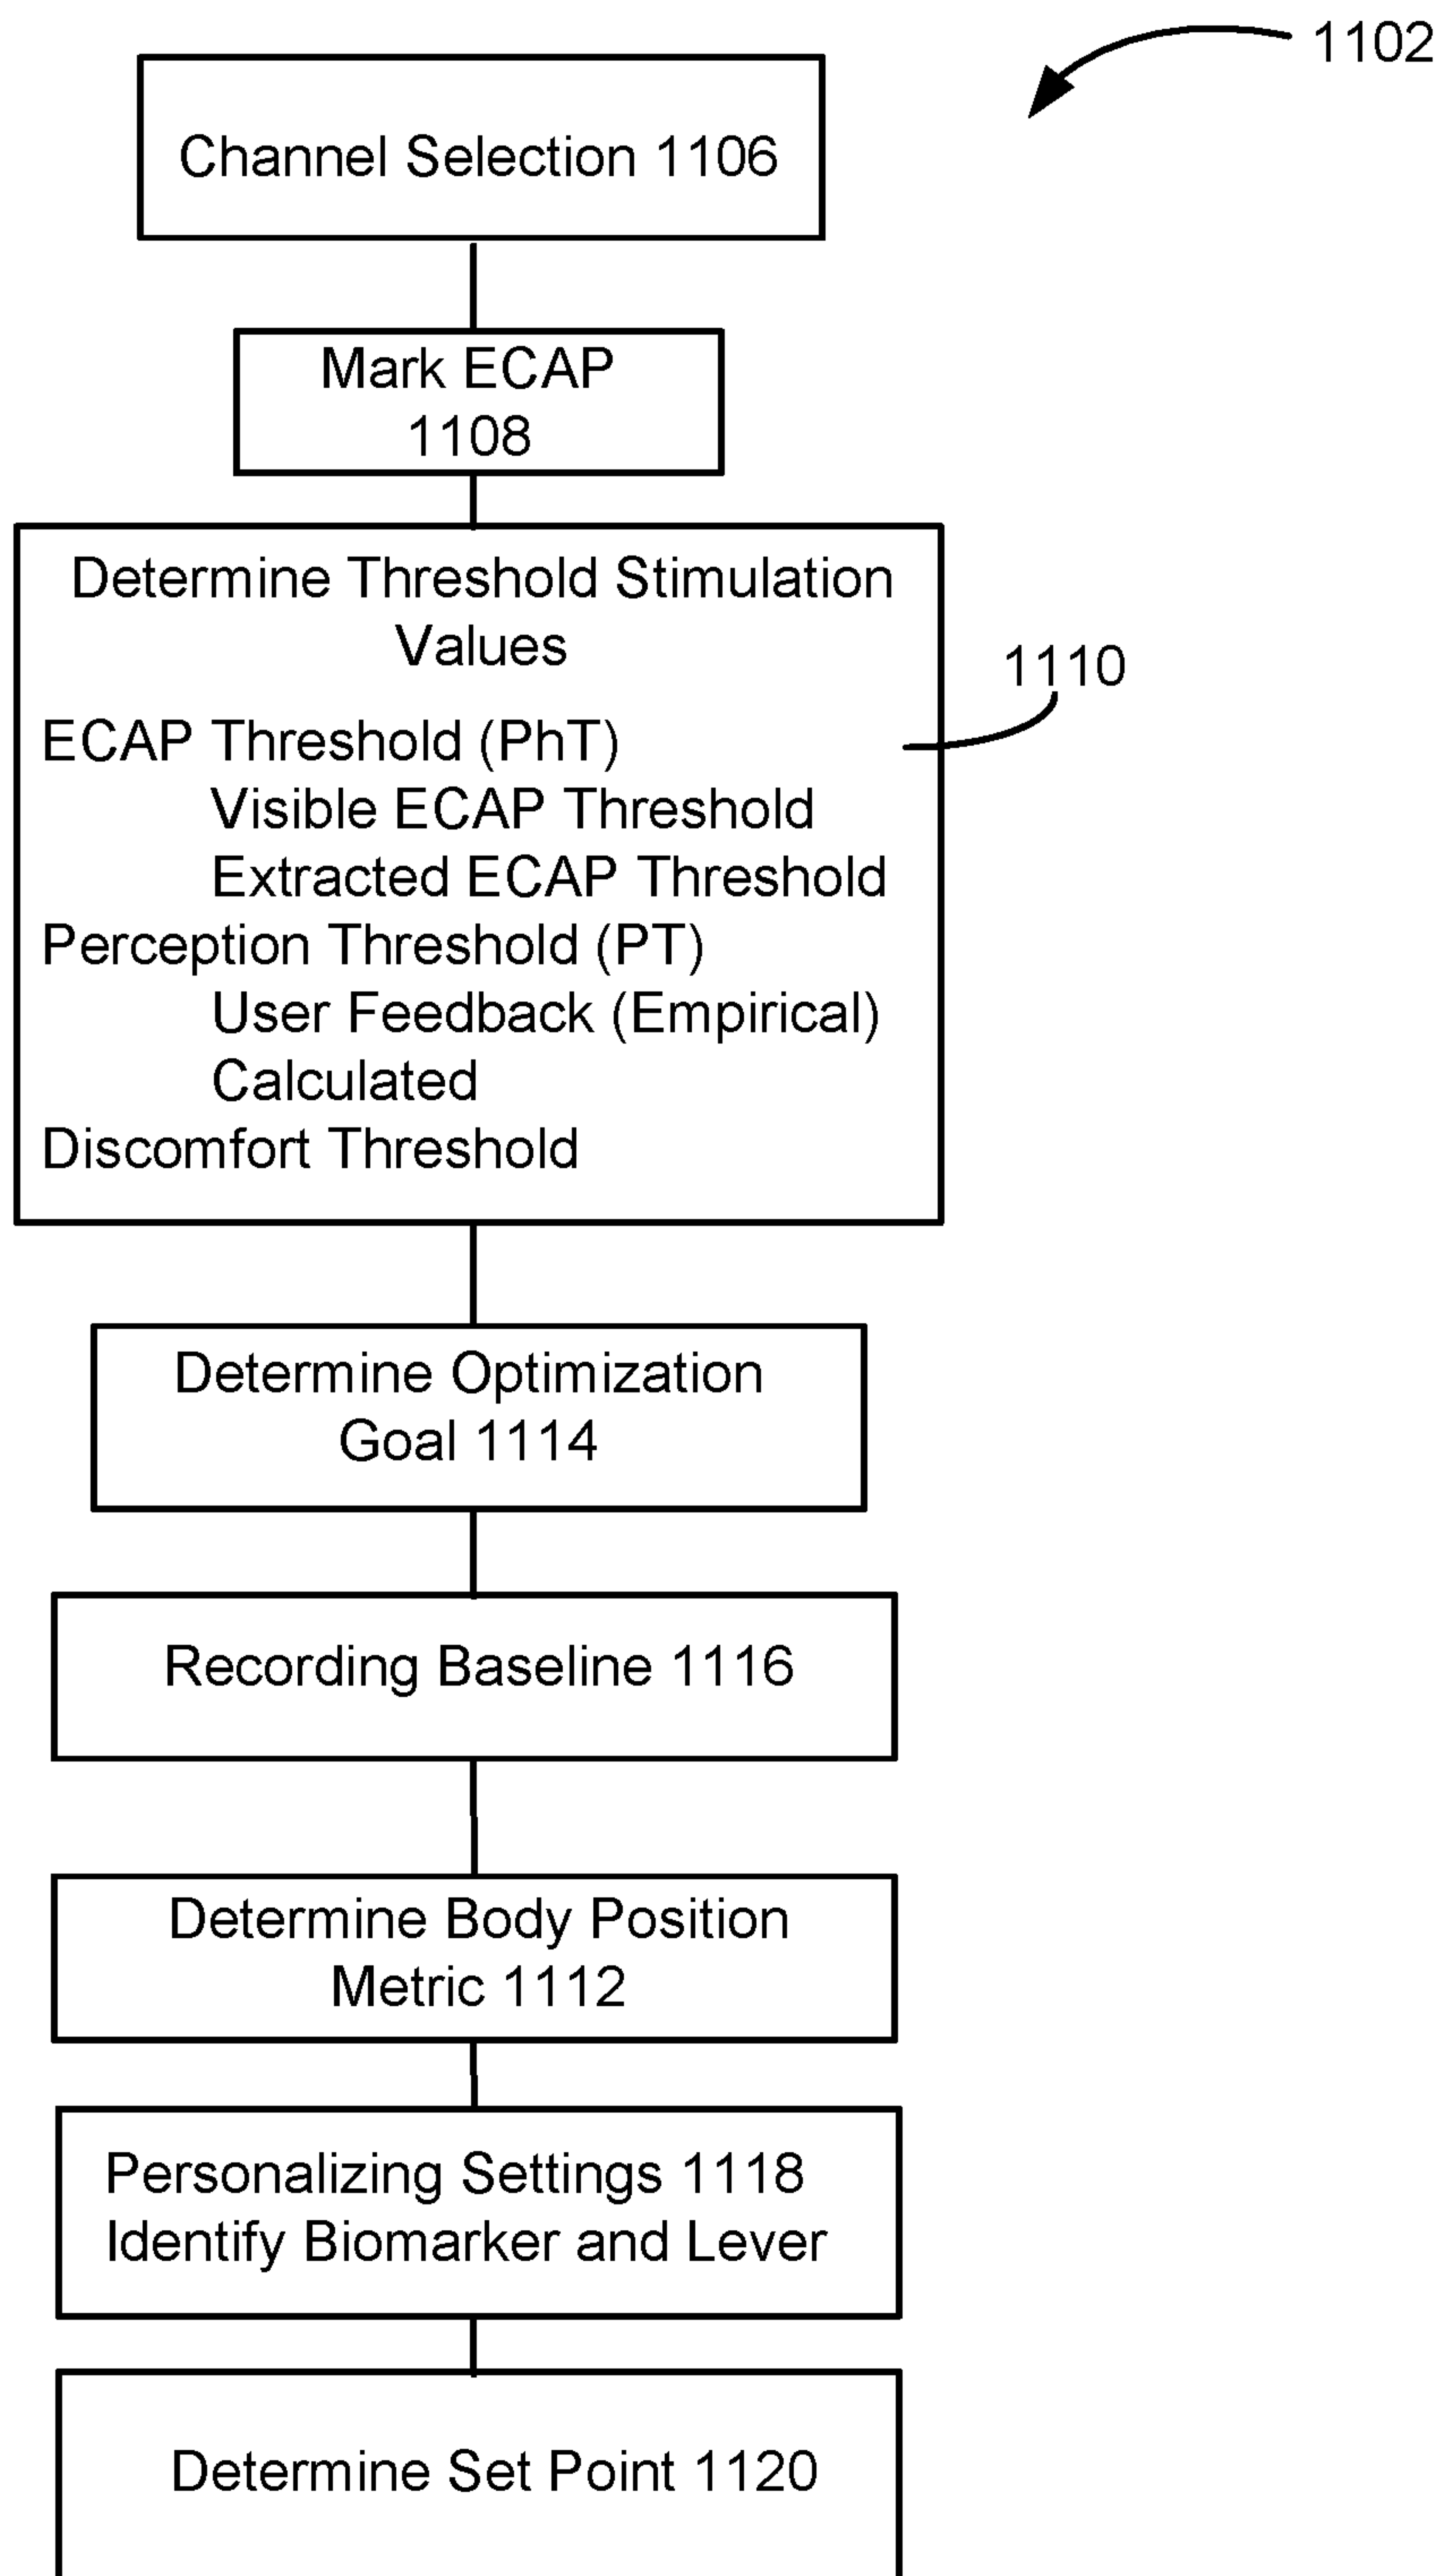 1102
Channel Selection 1106
Mark ECAP
1108
Determine Threshold Stimulation
Values
1110
ECAP Threshold (PhT)
Visible ECAP Threshold
Extracted ECAP Threshold
Perception Threshold (PT)
User Feedback (Empirical)
Calculated
Discomfort Threshold
Determine Optimization
Goal 1114
Recording Baseline 1116
Determine Body Position
Metric 1112
Personalizing Settings 1118
Identify Biomarker and Lever
Determine Set Point 1120